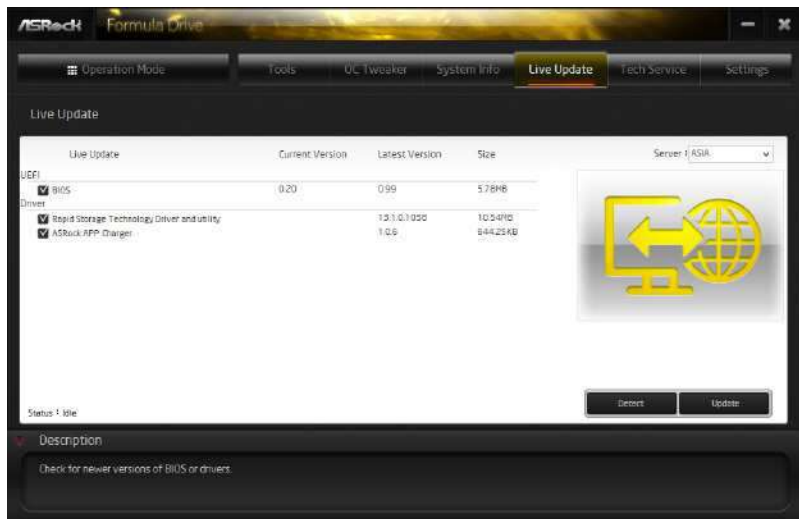 ASRock Formula Drive
Operation Mode Tools OC Tweaker System Info Live Update Tech Service Settings
Live Update
Live Update Current Version Latest Version Size Server : ASIA
UEFI
BIOS 0.20 0.99 5.78MB
Driver
Rapid Storage Technology Driver and utility 13.1.0.1058 10.54MB
ASRock APP Charger 1.0.6 844.25KB
Detect Update
Status : Idle
Description
Check for newer versions of BIOS or drivers.